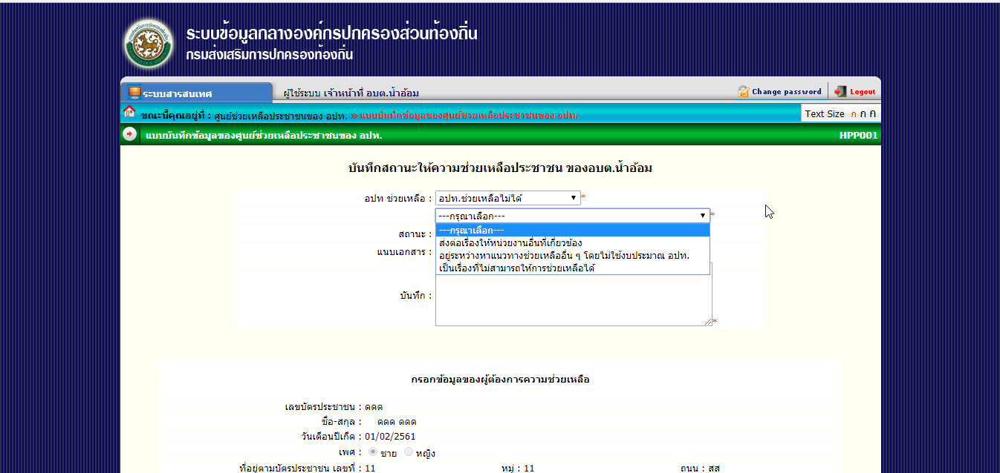 ระบบข้อมูลกลางองค์กรปกครองส่วนท้องถิ่น
กรมส่งเสริมการปกครองท้องถิ่น
ระบบสารสนเทศ ผู้ใช้ระบบ เจ้าหน้าที่ อบต.น้ำอ้อม Change password Logout
ขณะนี้คุณอยู่ที่ : ศูนย์ช่วยเหลือประชาชนของ อปท. » แบบบันทึกข้อมูลของศูนย์ช่วยเหลือประชาชนของ อปท. Text Size ก ก ก
แบบบันทึกข้อมูลของศูนย์ช่วยเหลือประชาชนของ อปท. HPP001
บันทึกสถานะให้ความช่วยเหลือประชาชน ของอบต.น้ำอ้อม
อปท ช่วยเหลือ : อปท.ช่วยเหลือไม่ได้ *
---กรุณาเลือก--- *
---กรุณาเลือก---
สถานะ :
ส่งต่อเรื่องให้หน่วยงานอื่นที่เกี่ยวข้อง
แนบเอกสาร :
อยู่ระหว่างหาแนวทางช่วยเหลืออื่น ๆ โดยไม่ใช้งบประมาณ อปท.
เป็นเรื่องที่ไม่สามารถให้การช่วยเหลือได้
บันทึก :
*
กรอกข้อมูลของผู้ต้องการความช่วยเหลือ
เลขบัตรประชาชน : ดดด
ชื่อ-สกุล : ดดด ดดด
วันเดือนปีเกิด : 01/02/2561
เพศ : ชาย หญิง
ที่อยู่ตามบัตรประชาชน เลขที่ : 11 หมู่ : 11 ถนน : สส